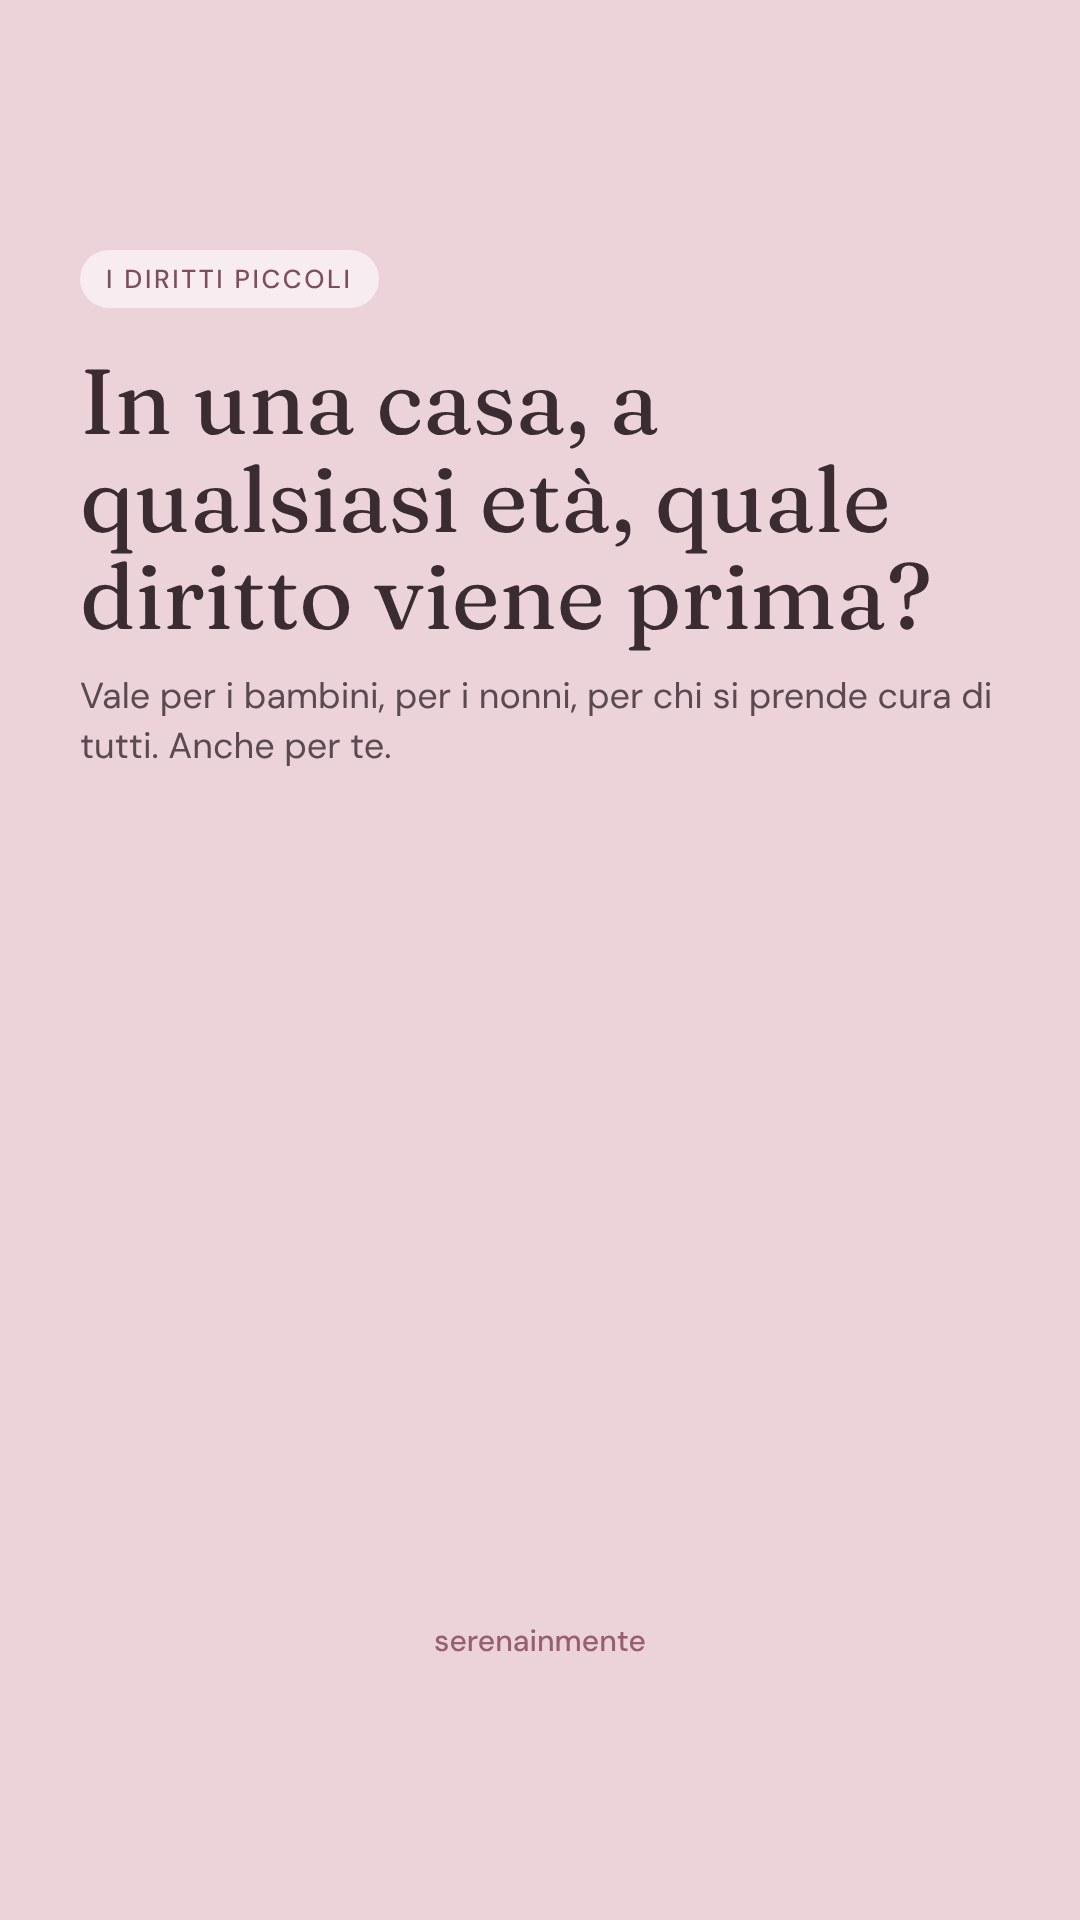 I DIRITTI PICCOLI
In una casa, a
qualsiasi età, quale
diritto viene prima?
Vale per i bambini, per i nonni, per chi si prende cura di
tutti. Anche per te.
serenainmente